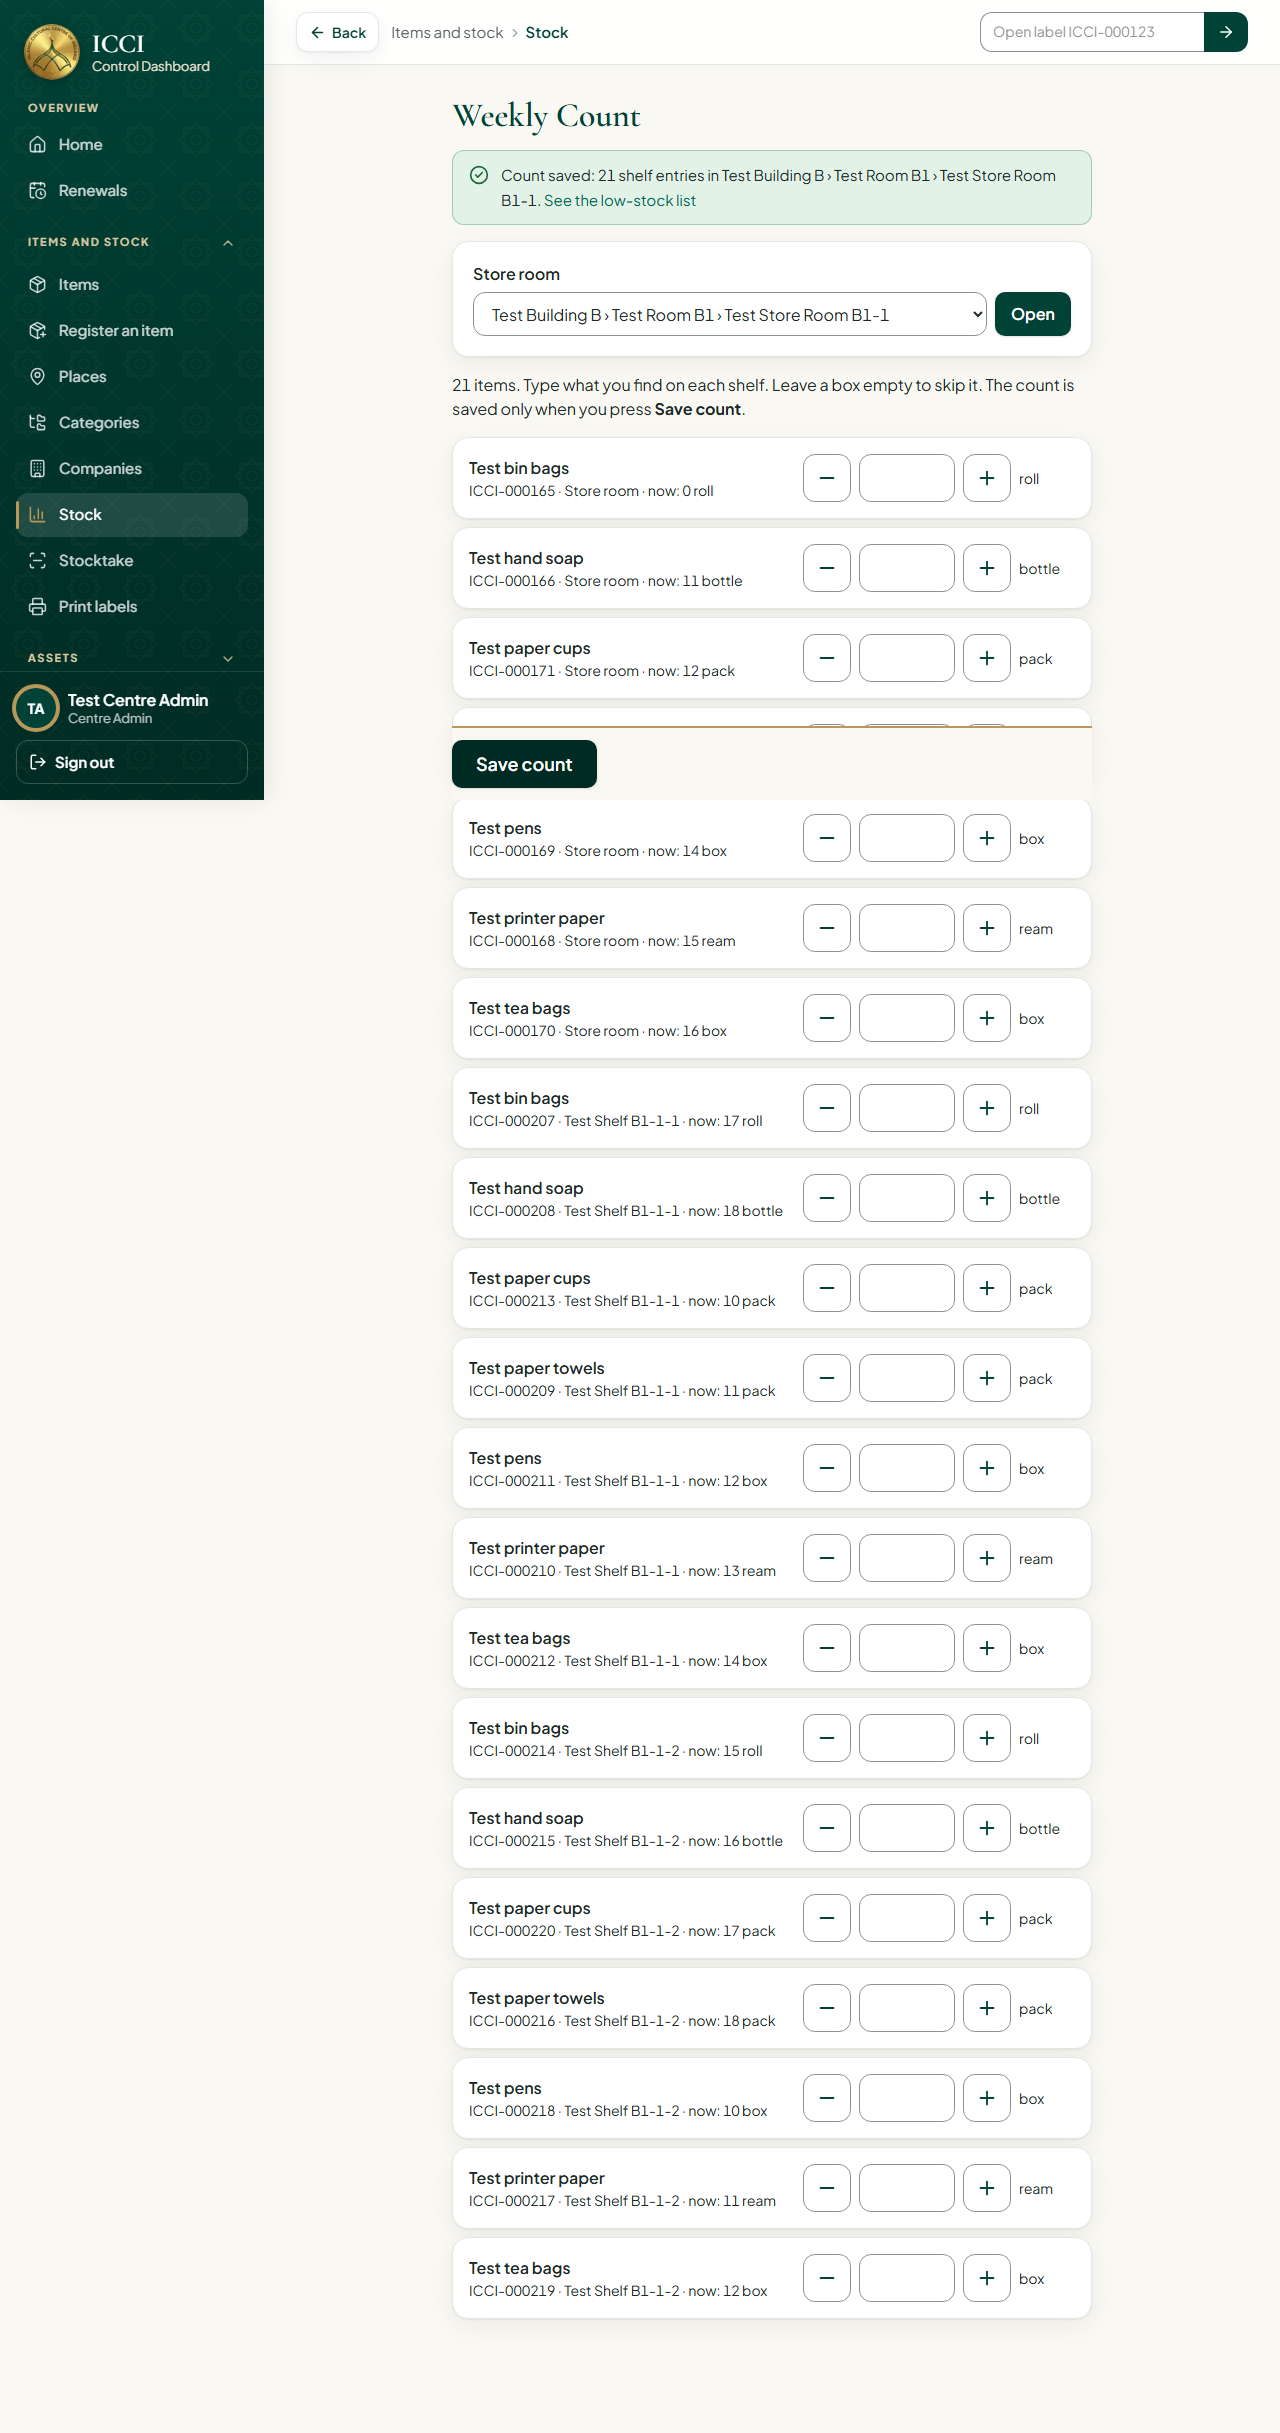 ICCI
Control Dashboard
OVERVIEW
Home
Renewals
ITEMS AND STOCK
Items
Register an item
Places
Categories
Companies
Stock
Stocktake
Print labels
ASSETS
TA
Test Centre Admin
Centre Admin
Sign out
Back
Items and stock › Stock
Open label ICCI-000123
Weekly Count
Count saved: 21 shelf entries in Test Building B › Test Room B1 › Test Store Room
B1-1. See the low-stock list
Store room
Test Building B › Test Room B1 › Test Store Room B1-1
Open
21 items. Type what you find on each shelf. Leave a box empty to skip it. The count is
saved only when you press Save count.
Test bin bags
ICCI-000165 · Store room · now: 0 roll
roll
Test hand soap
ICCI-000166 · Store room · now: 11 bottle
bottle
Test paper cups
ICCI-000171 · Store room · now: 12 pack
pack
Save count
Test pens
ICCI-000169 · Store room · now: 14 box
box
Test printer paper
ICCI-000168 · Store room · now: 15 ream
ream
Test tea bags
ICCI-000170 · Store room · now: 16 box
box
Test bin bags
ICCI-000207 · Test Shelf B1-1-1 · now: 17 roll
roll
Test hand soap
ICCI-000208 · Test Shelf B1-1-1 · now: 18 bottle
bottle
Test paper cups
ICCI-000213 · Test Shelf B1-1-1 · now: 10 pack
pack
Test paper towels
ICCI-000209 · Test Shelf B1-1-1 · now: 11 pack
pack
Test pens
ICCI-000211 · Test Shelf B1-1-1 · now: 12 box
box
Test printer paper
ICCI-000210 · Test Shelf B1-1-1 · now: 13 ream
ream
Test tea bags
ICCI-000212 · Test Shelf B1-1-1 · now: 14 box
box
Test bin bags
ICCI-000214 · Test Shelf B1-1-2 · now: 15 roll
roll
Test hand soap
ICCI-000215 · Test Shelf B1-1-2 · now: 16 bottle
bottle
Test paper cups
ICCI-000220 · Test Shelf B1-1-2 · now: 17 pack
pack
Test paper towels
ICCI-000216 · Test Shelf B1-1-2 · now: 18 pack
pack
Test pens
ICCI-000218 · Test Shelf B1-1-2 · now: 10 box
box
Test printer paper
ICCI-000217 · Test Shelf B1-1-2 · now: 11 ream
ream
Test tea bags
ICCI-000219 · Test Shelf B1-1-2 · now: 12 box
box